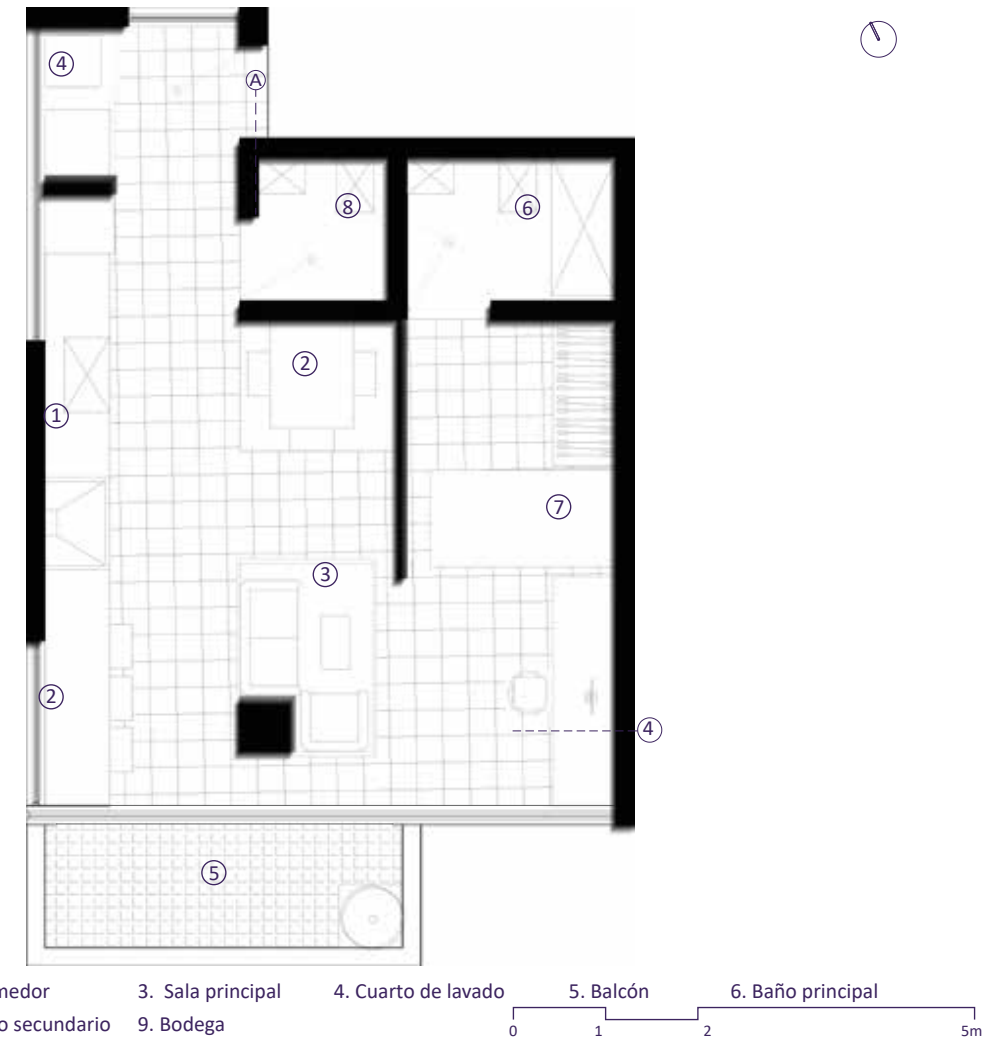 4
A
8
6
2
1
7
3
2
4
5
medor 3. Sala principal 4. Cuarto de lavado 5. Balcón 6. Baño principal
o secundario 9. Bodega
0 1 2 5m